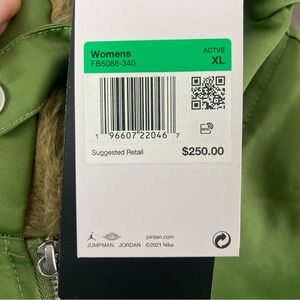 Womens
FB5088-340
ACTVE
XL
1 96607 22046 7
Suggested Retail
$250.00
jordan.com
JUMPMAN JORDAN ©2021 Nike